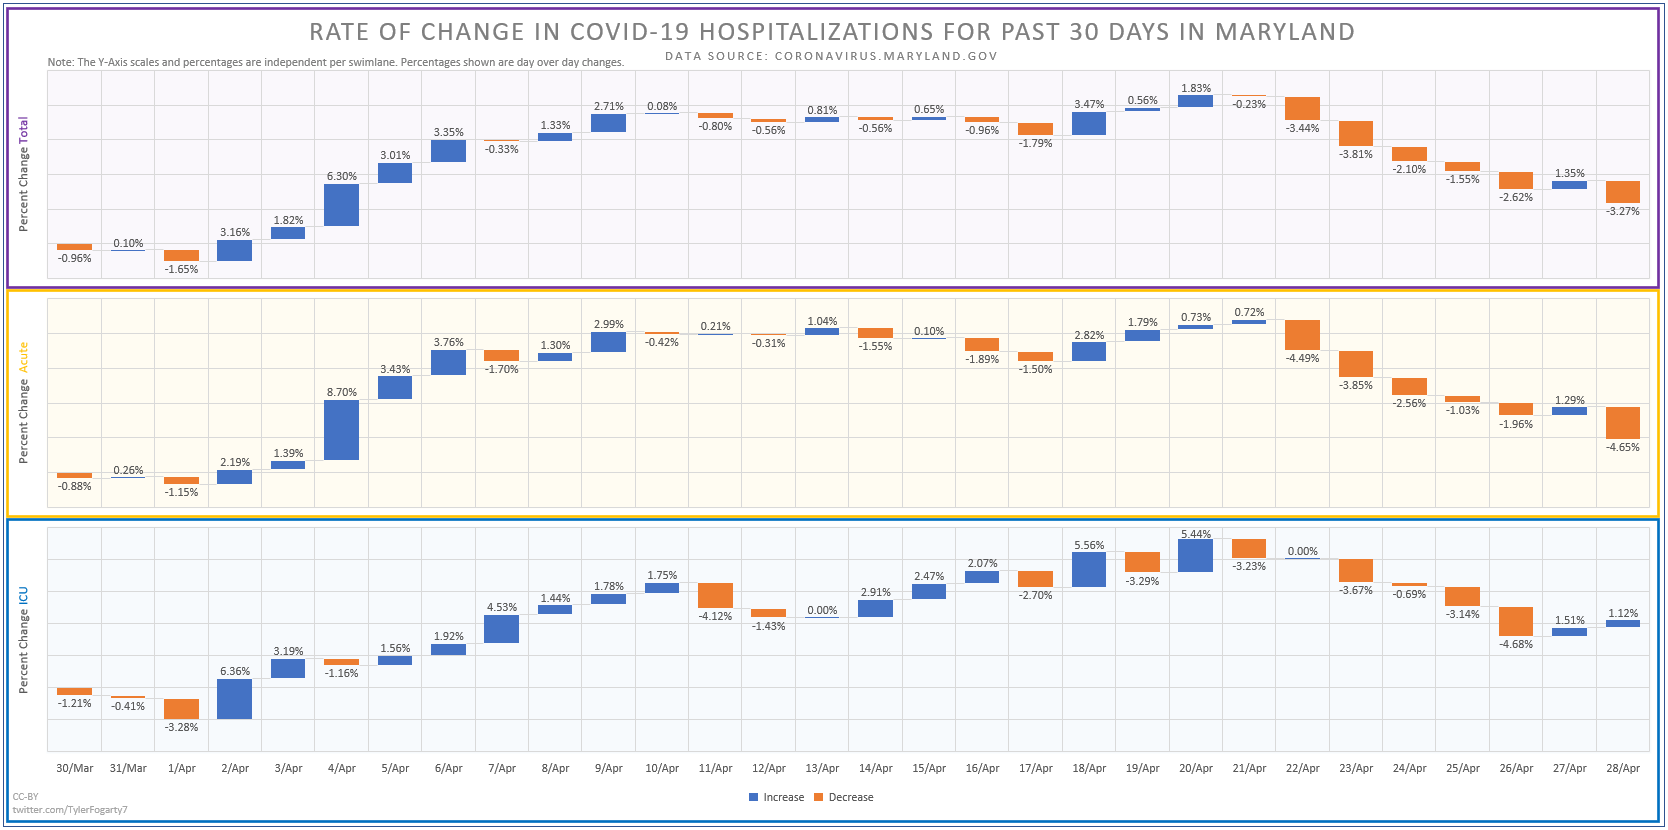 RATE OF CHANGE IN COVID-19 HOSPITALIZATIONS FOR PAST 30 DAYS IN MARYLAND
DATA SOURCE: CORONAVIRUS.MARYLAND.GOV
Note: The Y-Axis scales and percentages are independent per swimlane. Percentages shown are day over day changes.
Percent Change Total
-0.96% 0.10% -1.65% 3.16% 1.82% 6.30% 3.01% 3.35% -0.33% 1.33% 2.71% 0.08% -0.80% -0.56% 0.81% -0.56% 0.65% -0.96% -1.79% 3.47% 0.56% 1.83% -0.23% -3.44% -3.81% -2.10% -1.55% -2.62% 1.35% -3.27%
Percent Change Acute
-0.88% 0.26% -1.15% 2.19% 1.39% 8.70% 3.43% 3.76% -1.70% 1.30% 2.99% -0.42% 0.21% -0.31% 1.04% -1.55% 0.10% -1.89% -1.50% 2.82% 1.79% 0.73% 0.72% -4.49% -3.85% -2.56% -1.03% -1.96% 1.29% -4.65%
Percent Change ICU
-1.21% -0.41% -3.28% 6.36% 3.19% -1.16% 1.56% 1.92% 4.53% 1.44% 1.78% 1.75% -4.12% -1.43% 0.00% 2.91% 2.47% 2.07% -2.70% 5.56% -3.29% 5.44% -3.23% 0.00% -3.67% -0.69% -3.14% -4.68% 1.51% 1.12%
30/Mar 31/Mar 1/Apr 2/Apr 3/Apr 4/Apr 5/Apr 6/Apr 7/Apr 8/Apr 9/Apr 10/Apr 11/Apr 12/Apr 13/Apr 14/Apr 15/Apr 16/Apr 17/Apr 18/Apr 19/Apr 20/Apr 21/Apr 22/Apr 23/Apr 24/Apr 25/Apr 26/Apr 27/Apr 28/Apr
Increase Decrease
CC-BY
twitter.com/TylerFogarty7